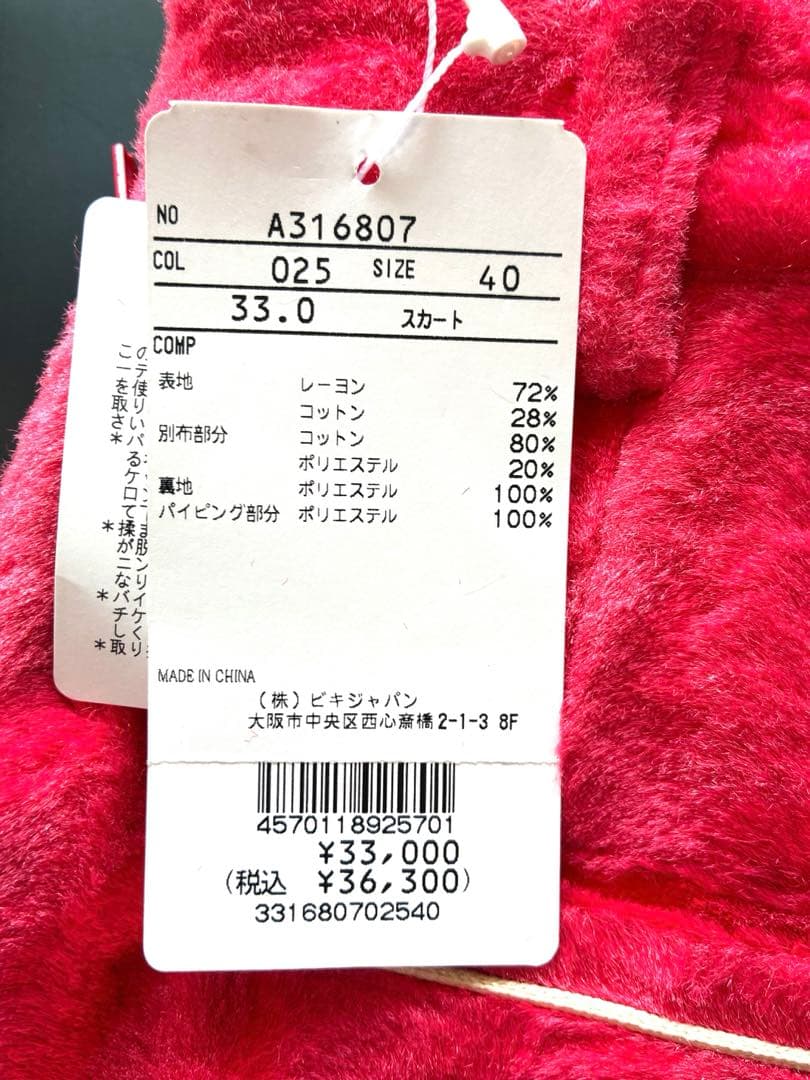 NO A316807
COL 025 SIZE 40
33.0 スカート
COMP
表地 レーヨン 72%
コットン 28%
別布部分 コットン 80%
ポリエステル 20%
裏地 ポリエステル 100%
パイピング部分 ポリエステル 100%
MADE IN CHINA
(株)ビキジャパン
大阪市中央区西心斎橋2-1-3 8F
4570118925701
¥33,000
(税込 ¥36,300)
331680702540